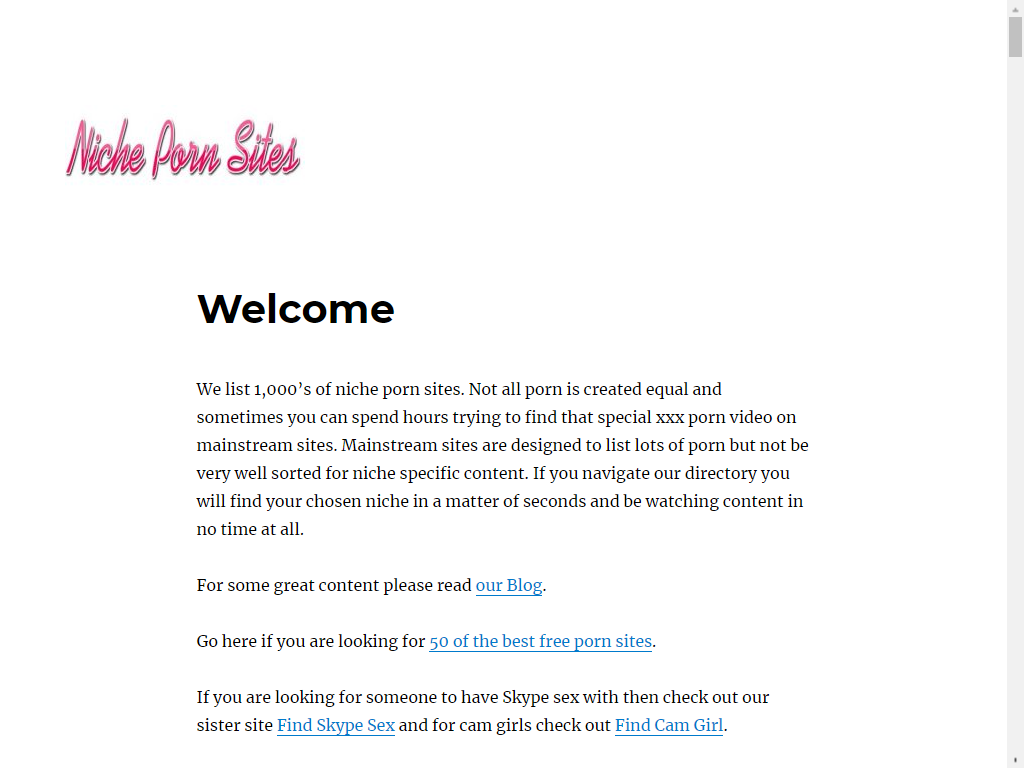 Niche Porn Sites
Welcome
We list 1,000’s of niche porn sites. Not all porn is created equal and
sometimes you can spend hours trying to find that special xxx porn video on
mainstream sites. Mainstream sites are designed to list lots of porn but not be
very well sorted for niche specific content. If you navigate our directory you
will find your chosen niche in a matter of seconds and be watching content in
no time at all.
For some great content please read our Blog.
Go here if you are looking for 50 of the best free porn sites.
If you are looking for someone to have Skype sex with then check out our
sister site Find Skype Sex and for cam girls check out Find Cam Girl.